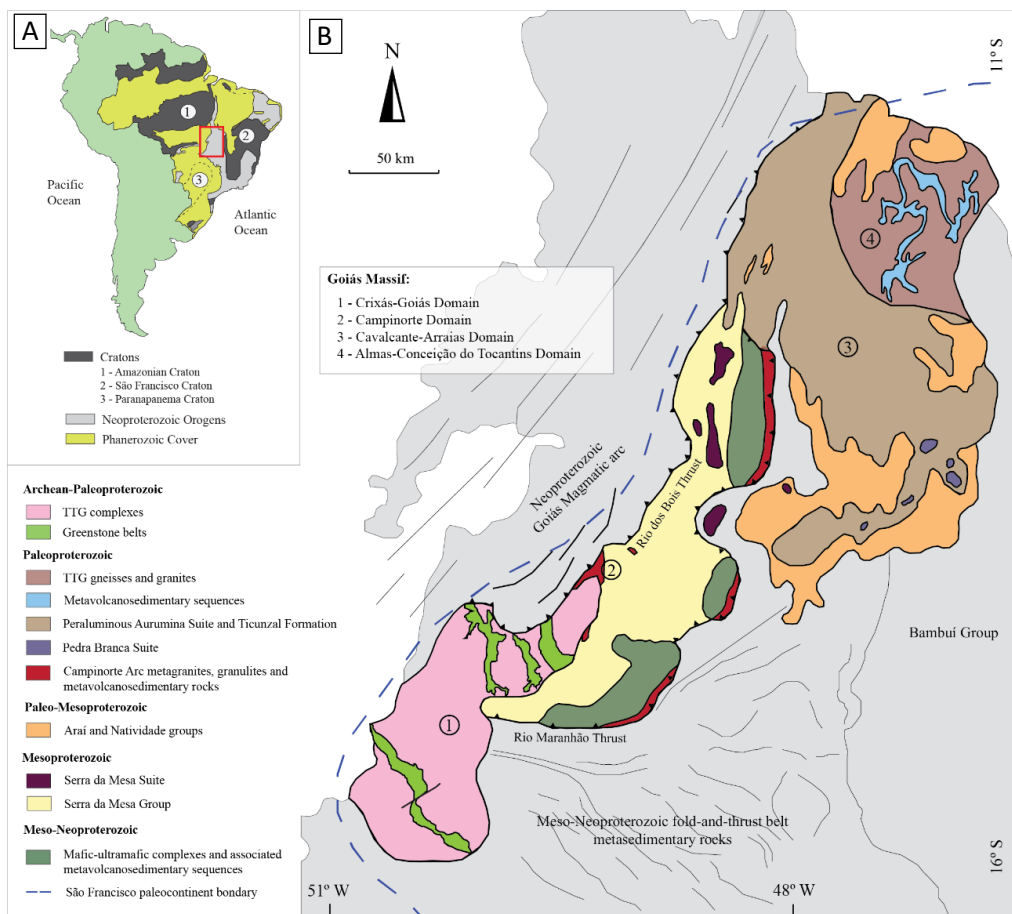 A
Pacific
Ocean
Atlantic
Ocean
1
2
3
Cratons
1 - Amazonian Craton
2 - São Francisco Craton
3 - Paranapanema Craton
Neoproterozoic Orogens
Phanerozoic Cover
B
N
50 km
11° S
Goiás Massif:
1 - Crixás-Goiás Domain
2 - Campinorte Domain
3 - Cavalcante-Arraias Domain
4 - Almas-Conceição do Tocantins Domain
4
3
Neoproterozoic
Goiás Magmatic arc
Rio dos Bois Thrust
2
Bambuí Group
1
Rio Maranhão Thrust
Meso-Neoproterozoic fold-and-thrust belt
metasedimentary rocks
16° S
51° W
48° W
Archean-Paleoproterozoic
TTG complexes
Greenstone belts
Paleoproterozoic
TTG gneisses and granites
Metavolcanosedimentary sequences
Peraluminous Aurumina Suite and Ticunzal Formation
Pedra Branca Suite
Campinorte Arc metagranites, granulites and
metavolcanosedimentary rocks
Paleo-Mesoproterozoic
Araí and Natividade groups
Mesoproterozoic
Serra da Mesa Suite
Serra da Mesa Group
Meso-Neoproterozoic
Mafic-ultramafic complexes and associated
metavolcanosedimentary sequences
São Francisco paleocontinent bondary